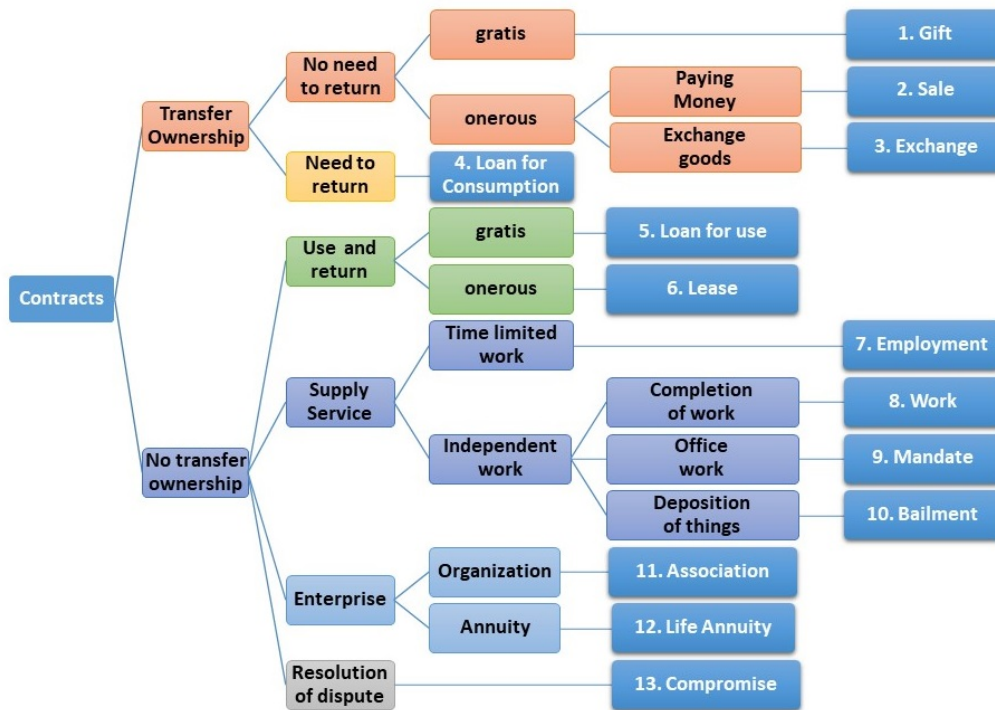 Contracts
Transfer
Ownership
No need
to return
gratis
1. Gift
onerous
Paying
Money
2. Sale
Exchange
goods
3. Exchange
Need to
return
4. Loan for
Consumption
No transfer
ownership
Use and
return
gratis
5. Loan for use
onerous
6. Lease
Supply
Service
Time limited
work
7. Employment
Independent
work
Completion
of work
8. Work
Office
work
9. Mandate
Deposition
of things
10. Bailment
Enterprise
Organization
11. Association
Annuity
12. Life Annuity
Resolution
of dispute
13. Compromise